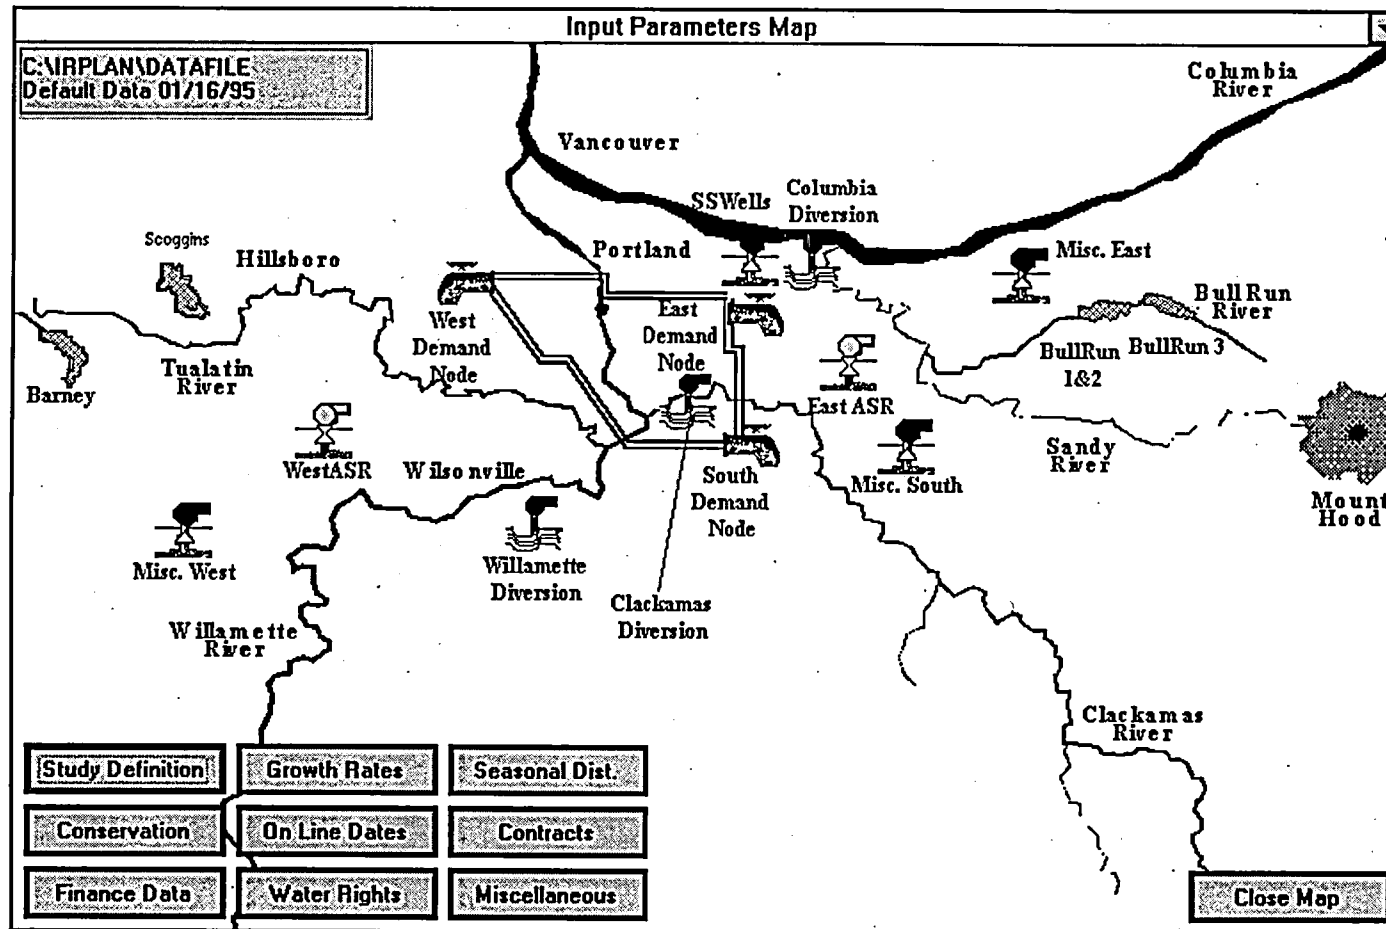 Input Parameters Map
C:\IRPLAN\DATAFILE
Default Data 01/16/95
Columbia
River
Vancouver
SSWells
Columbia
Diversion
Scoggins
Hillsboro
Portland
Misc. East
BullRun
River
West
Demand
Node
East
Demand
Node
BullRun
1&2
BullRun 3
Tualatin
River
Barney
East ASR
WestASR
Wilsonville
South
Demand
Node
Misc. South
Sandy
River
Mount
Hood
Misc. West
Willamette
Diversion
Clackamas
Diversion
Willamette
River
Clackamas
River
Study Definition
Growth Rates
Seasonal Dist.
Conservation
On Line Dates
Contracts
Finance Data
Water Rights
Miscellaneous
Close Map